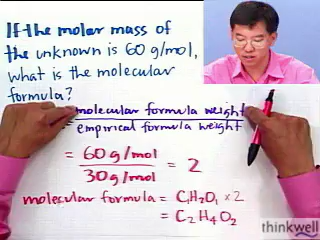 If the molar mass of
the unknown is 60 g/mol,
what is the molecular
formula?
molecular formula weight
empirical formula weight
= 60 g/mol
30 g/mol
= 2
molecular formula = C₁H₂O₁ × 2
= C₂H₄O₂
thinkwell